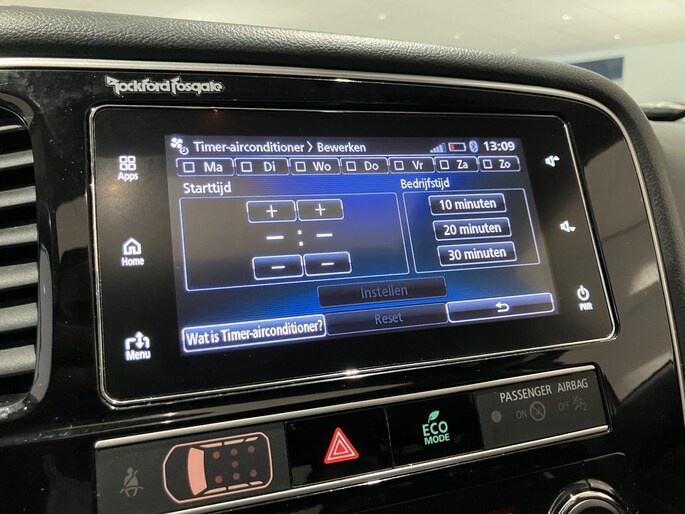 Rockford Fosgate
Timer-airconditioner > Bewerken
13:09
Ma Di Wo Do Vr Za Zo
Starttijd
Bedrijfstijd
+ +
– : –
– –
10 minuten
20 minuten
30 minuten
Instellen
Reset
Wat is Timer-airconditioner?
Apps
Home
Menu
PWR
ECO
MODE
PASSENGER AIRBAG
ON OFF